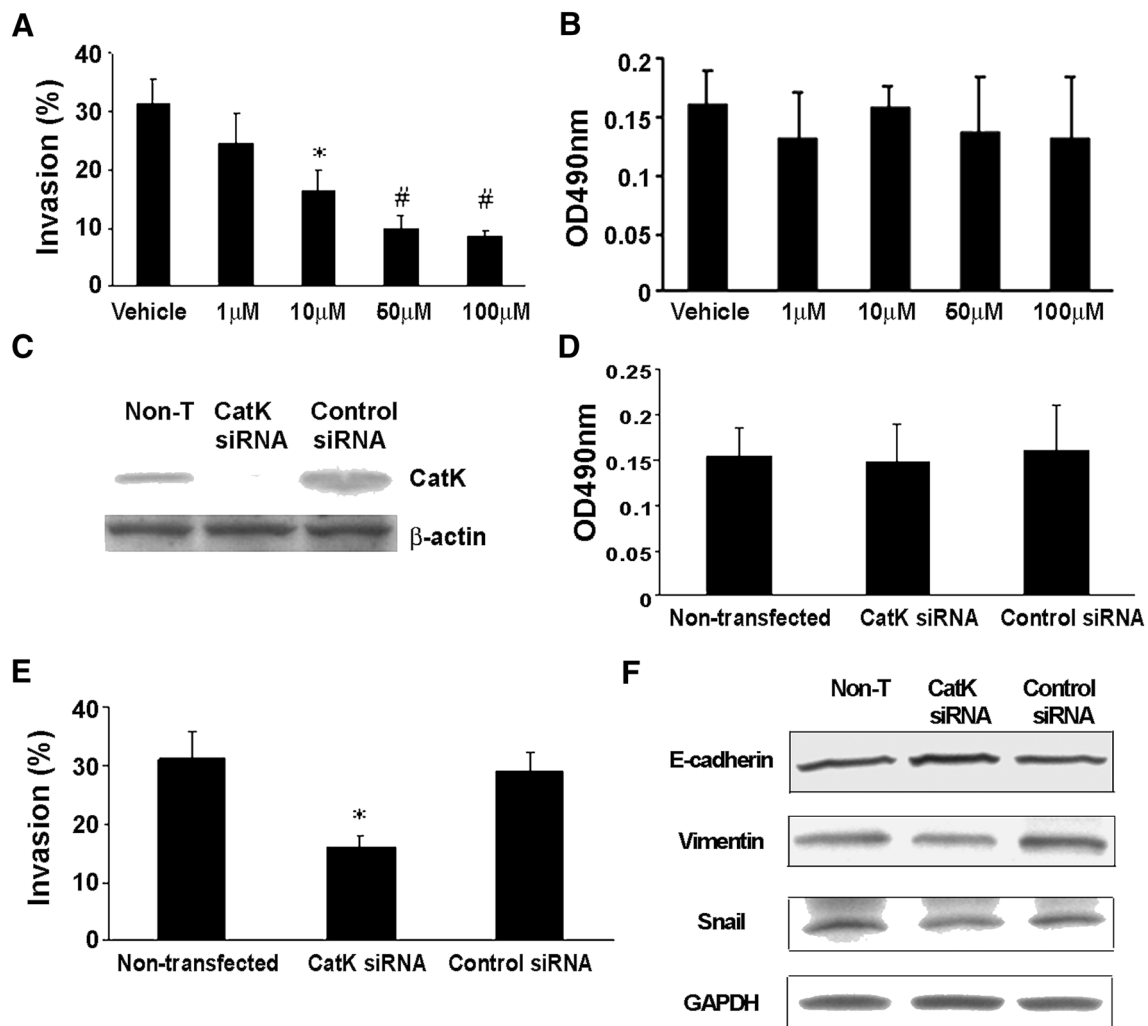 A
Invasion (%)
40
30
20
10
0
*
#
#
Vehicle 1μM 10μM 50μM 100μM
B
OD490nm
0.2
0.15
0.1
0.05
0
Vehicle 1μM 10μM 50μM 100μM
C
Non-T CatK siRNA Control siRNA
CatK
β-actin
D
OD490nm
0.25
0.2
0.15
0.1
0.05
0
Non-transfected CatK siRNA Control siRNA
E
Invasion (%)
40
30
20
10
0
*
Non-transfected CatK siRNA Control siRNA
F
Non-T CatK siRNA Control siRNA
E-cadherin
Vimentin
Snail
GAPDH